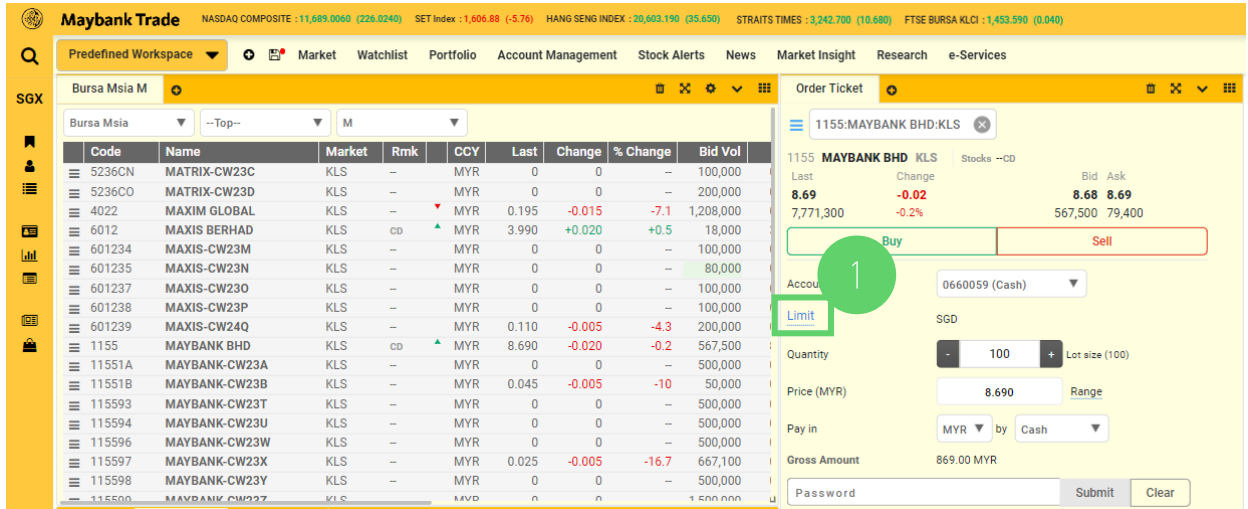 Maybank Trade NASDAQ COMPOSITE : 11,689.0060 (226.0240) SET Index : 1,606.88 (-5.76) HANG SENG INDEX : 20,603.190 (35.650) STRAITS TIMES : 3,242.700 (10.680) FTSE BURSA KLCI : 1,453.590 (0.040)
Predefined Workspace Market Watchlist Portfolio Account Management Stock Alerts News Market Insight Research e-Services
SGX
Bursa Msia M
Bursa Msia --Top-- M
Code Name Market Rmk CCY Last Change % Change Bid Vol
5236CN MATRIX-CW23C KLS -- MYR 0 0 -- 100,000
5236CO MATRIX-CW23D KLS -- MYR 0 0 -- 200,000
4022 MAXIM GLOBAL KLS -- MYR 0.195 -0.015 -7.1 1,208,000
6012 MAXIS BERHAD KLS CD MYR 3.990 +0.020 +0.5 18,000
601234 MAXIS-CW23M KLS -- MYR 0 0 -- 100,000
601235 MAXIS-CW23N KLS -- MYR 0 0 -- 80,000
601237 MAXIS-CW23O KLS -- MYR 0 0 -- 100,000
601238 MAXIS-CW23P KLS -- MYR 0 0 -- 100,000
601239 MAXIS-CW24Q KLS -- MYR 0.110 -0.005 -4.3 200,000
1155 MAYBANK BHD KLS CD MYR 8.690 -0.020 -0.2 567,500
11551A MAYBANK-CW23A KLS -- MYR 0 0 -- 500,000
11551B MAYBANK-CW23B KLS -- MYR 0.045 -0.005 -10 50,000
115593 MAYBANK-CW23T KLS -- MYR 0 0 -- 500,000
115594 MAYBANK-CW23U KLS -- MYR 0 0 -- 500,000
115596 MAYBANK-CW23W KLS -- MYR 0 0 -- 500,000
115597 MAYBANK-CW23X KLS -- MYR 0.025 -0.005 -16.7 667,100
115598 MAYBANK-CW23Y KLS -- MYR 0 0 -- 500,000
115599 MAYBANK-CW23Z KLS MYR 0 0 1,500,000
Order Ticket
1155:MAYBANK BHD:KLS
1155 MAYBANK BHD KLS Stocks --CD
Last Change Bid Ask
8.69 -0.02 8.68 8.69
7,771,300 -0.2% 567,500 79,400
Buy Sell
1
0660059 (Cash)
Limit SGD
Quantity - 100 + Lot size (100)
Price (MYR) 8.690 Range
Pay in MYR by Cash
Gross Amount 869.00 MYR
Password Submit Clear